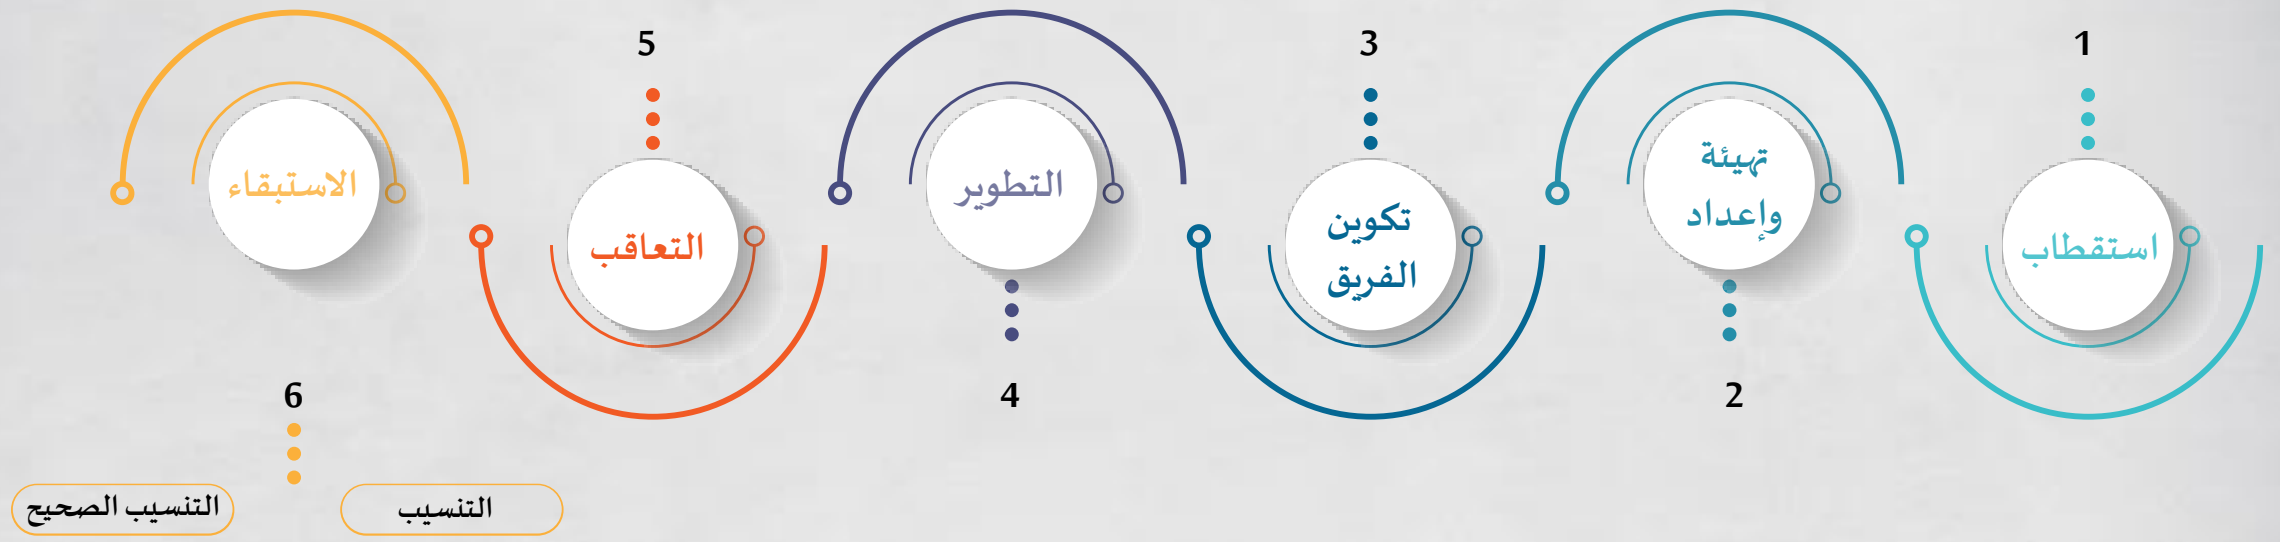 1
استقطاب
تهيئة
وإعداد
2
3
تكوين
الفريق
التطوير
4
5
التعاقب
الاستبقاء
6
التنسيب
التنسيب الصحيح